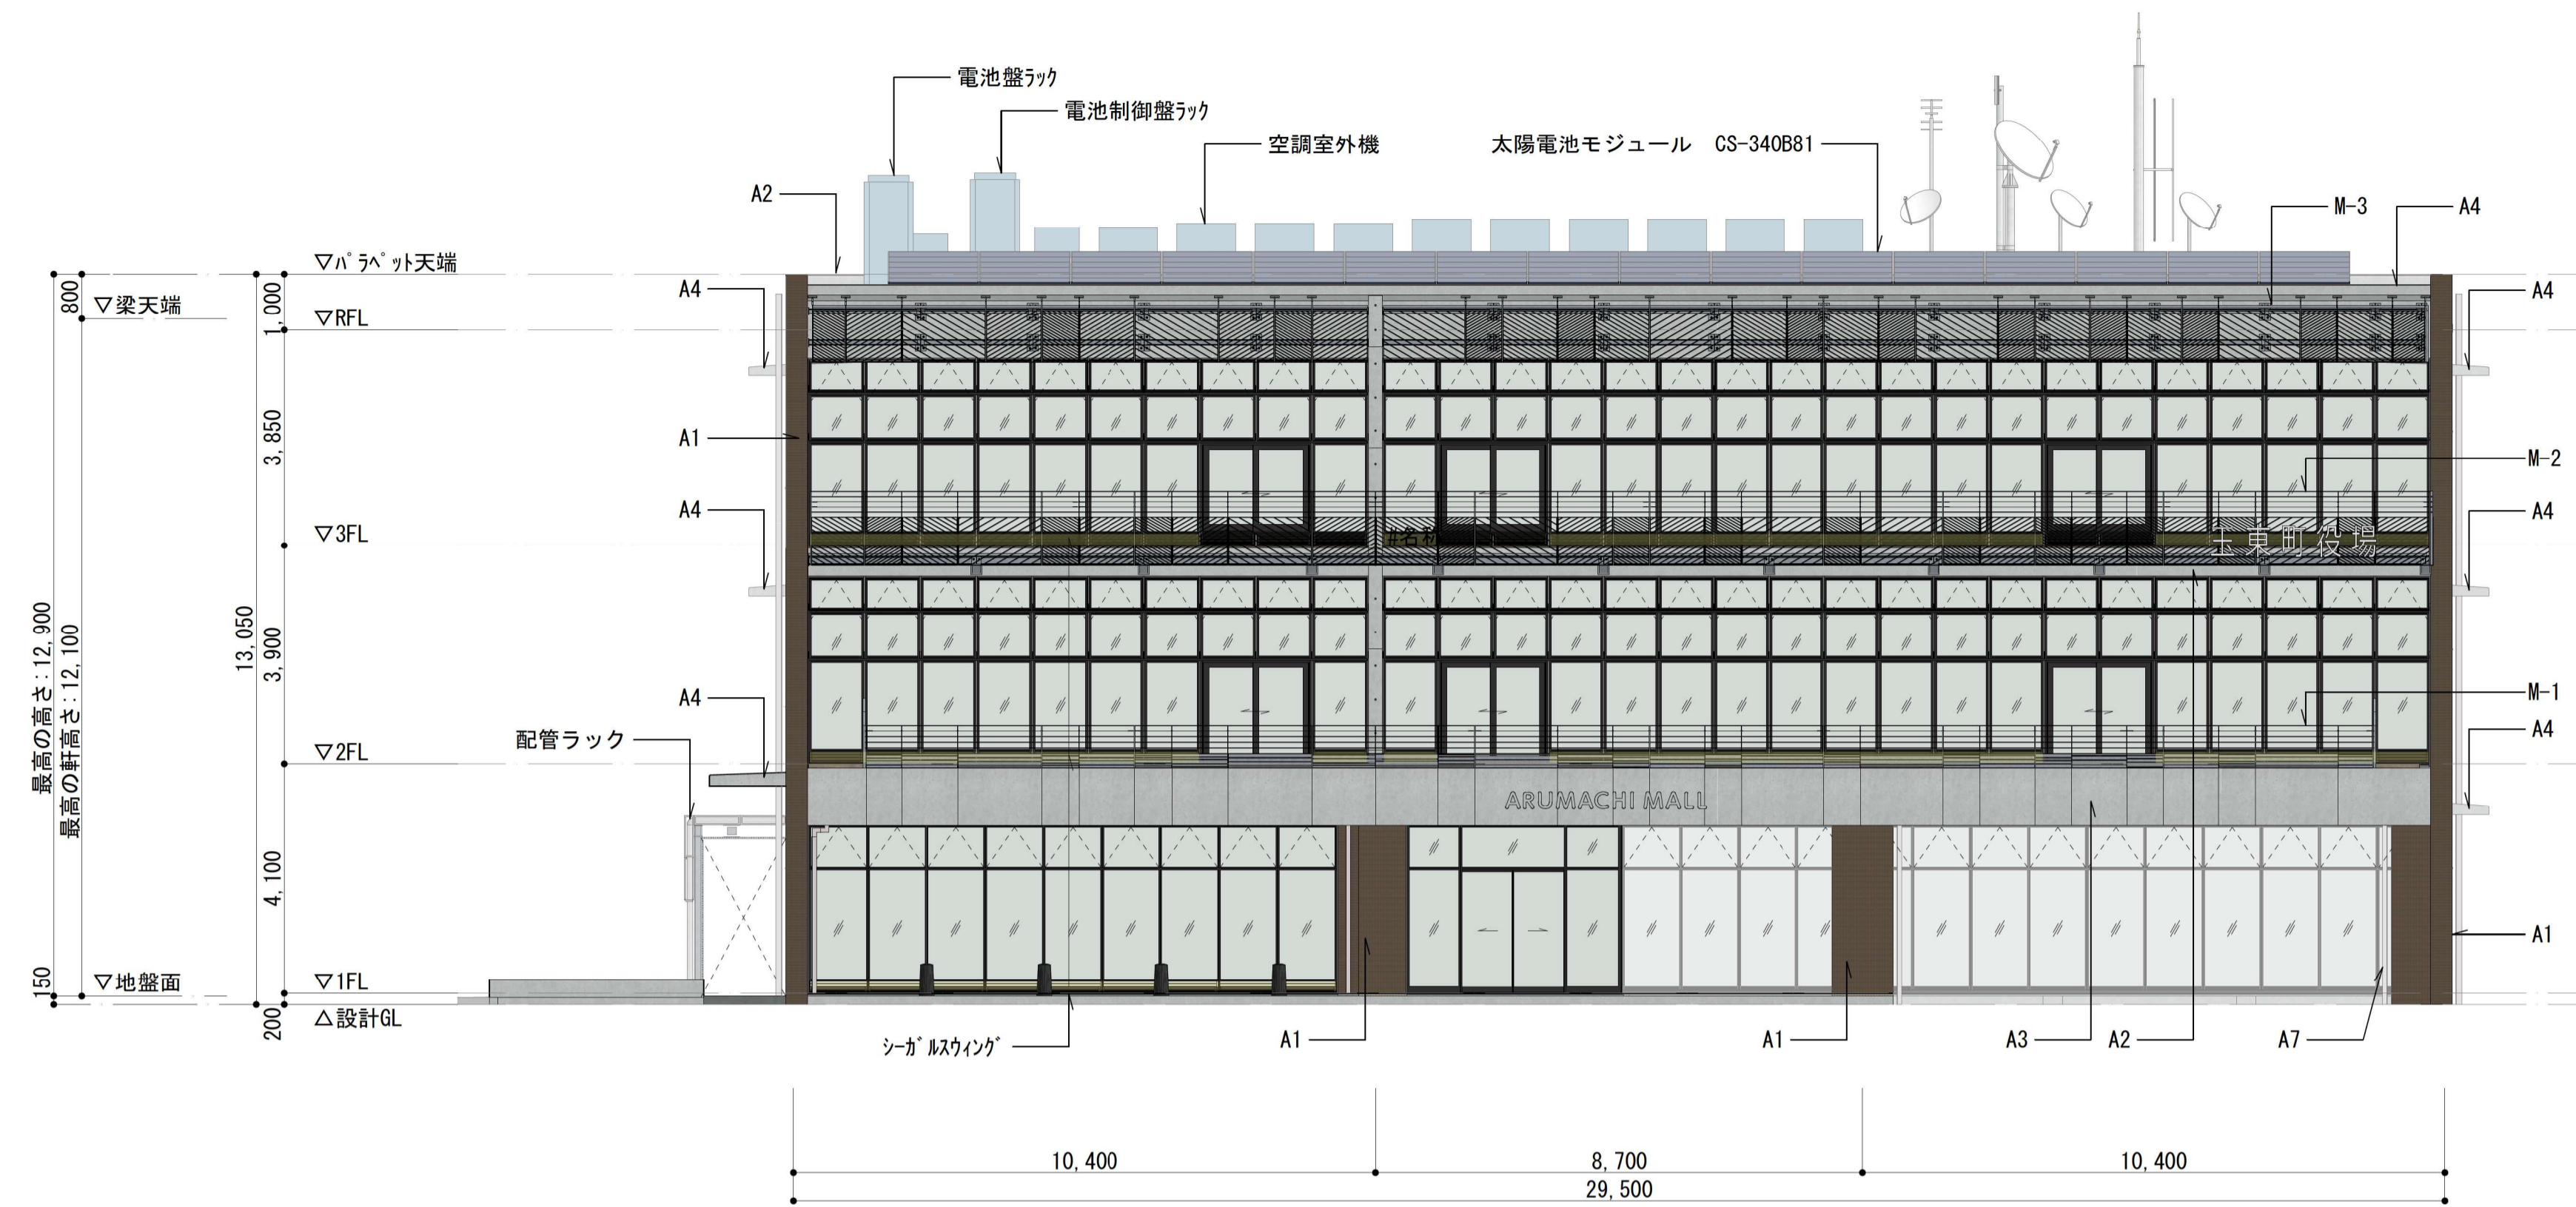 電池盤ラック
電池制御盤ラック
空調室外機
太陽電池モジュール CS-340B81
A2
M-3
A4
▽パラペット天端
▽梁天端
▽RFL
▽3FL
▽2FL
▽1FL
▽地盤面
△設計GL
800
1,000
3,850
3,900
4,100
200
150
13,050
最高の高さ:12,900
最高の軒高さ:12,100
A4
A1
A4
A4
配管ラック
A4
M-2
A4
M-1
A4
A1
#名称
玉東町役場
ARUMACHI MALL
シーガルスウィング
A1
A1
A3
A2
A7
10,400
8,700
10,400
29,500